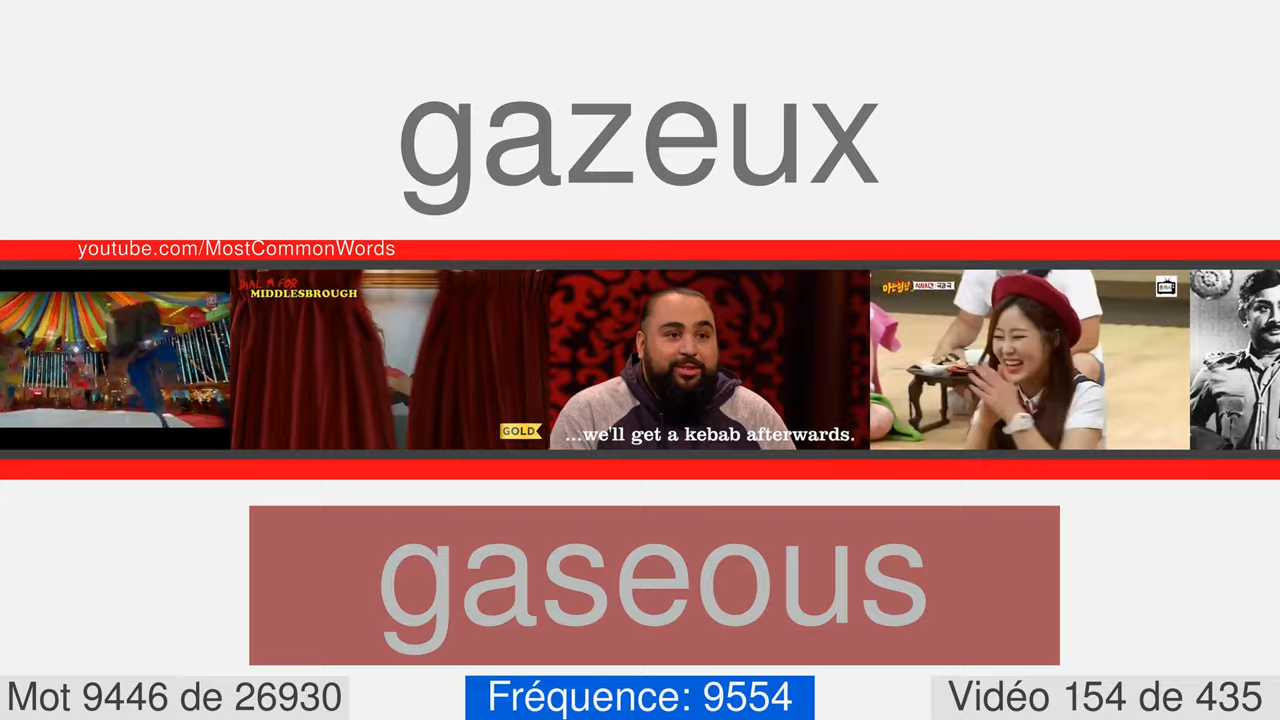 gazeux
youtube.com/MostCommonWords
DIAL M FOR
MIDDLESBROUGH
GOLD
...we'll get a kebab afterwards.
gaseous
Mot 9446 de 26930
Fréquence: 9554
Vidéo 154 de 435